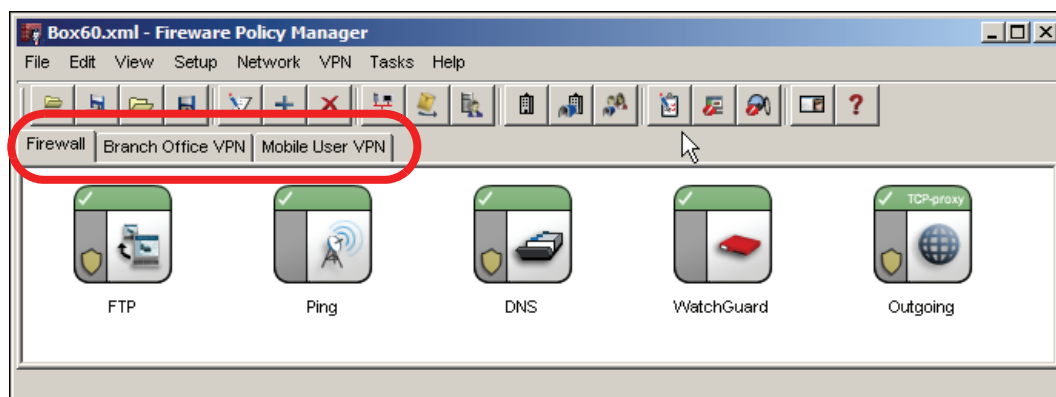 Box60.xml - Fireware Policy Manager
File Edit View Setup Network VPN Tasks Help
?
Firewall Branch Office VPN Mobile User VPN
TCP-proxy
FTP Ping DNS WatchGuard Outgoing